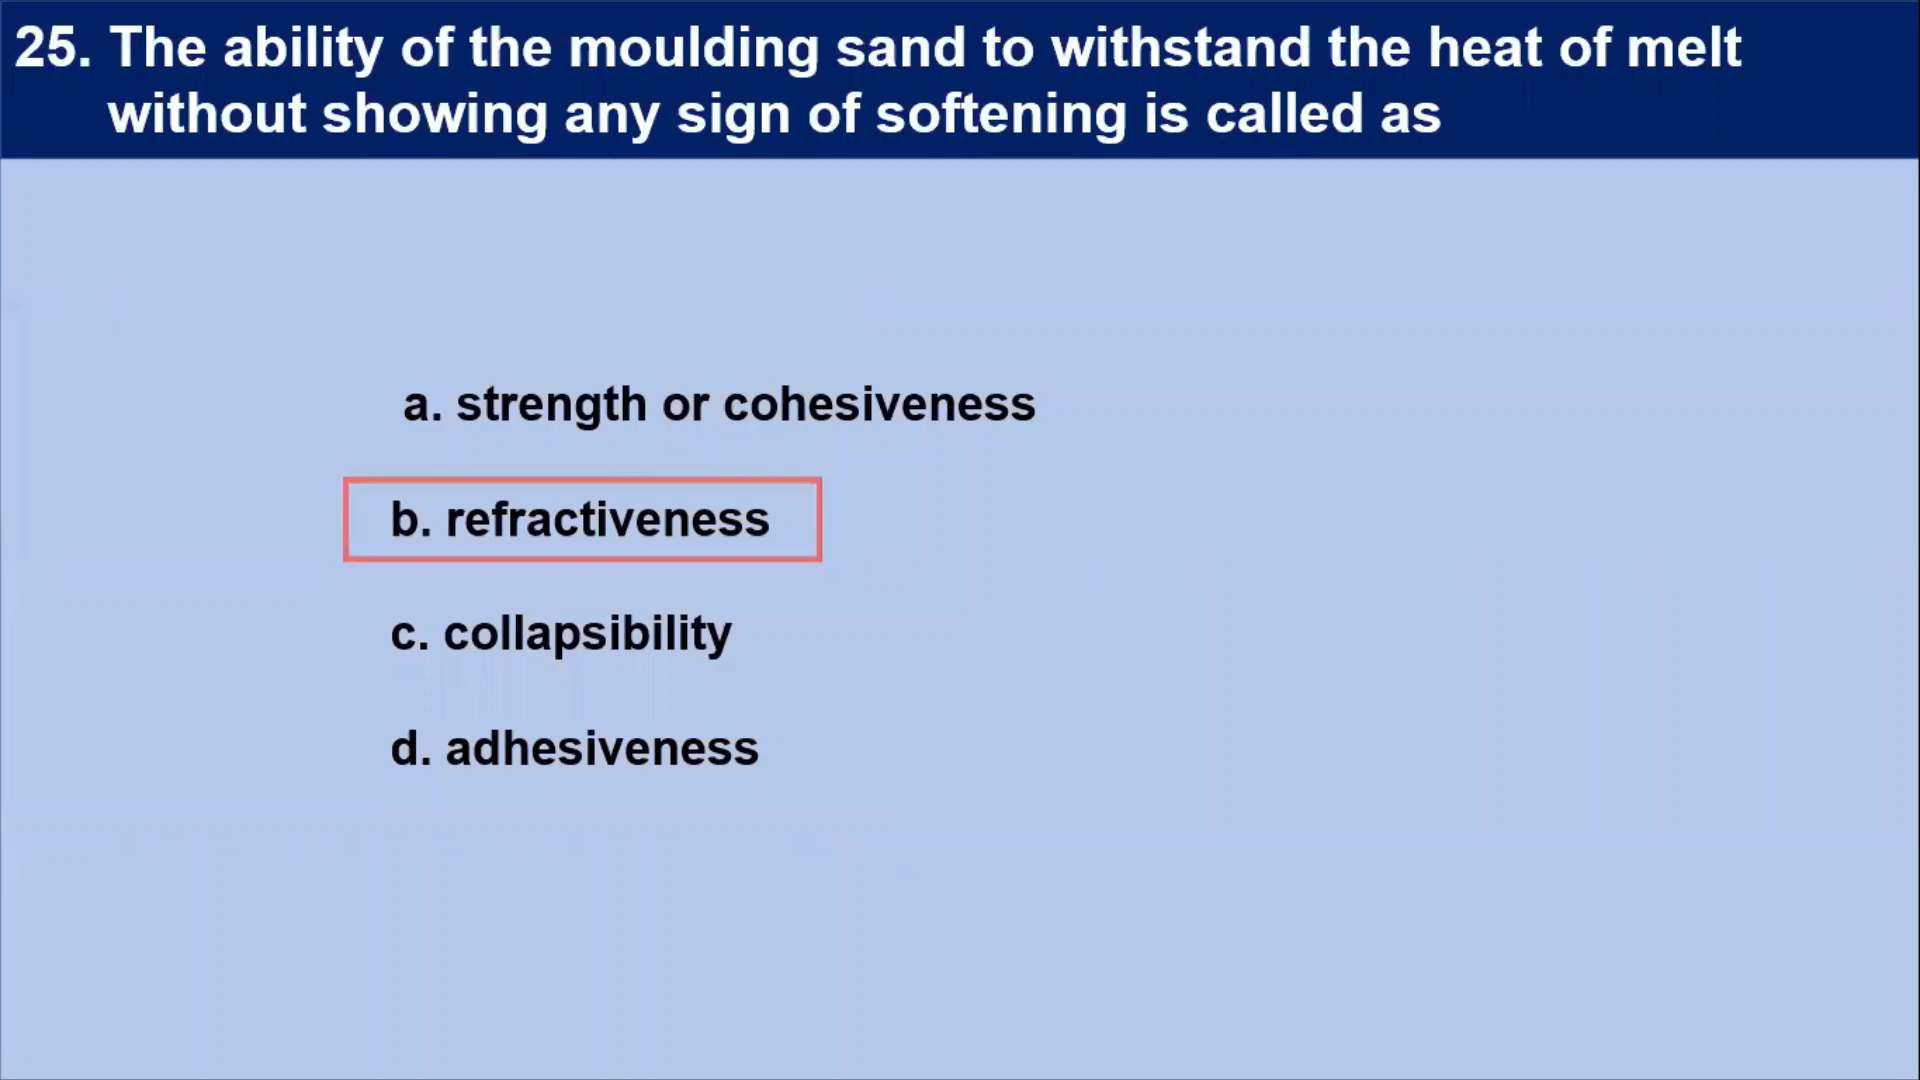 25. The ability of the moulding sand to withstand the heat of melt
without showing any sign of softening is called as
a. strength or cohesiveness
b. refractiveness
c. collapsibility
d. adhesiveness